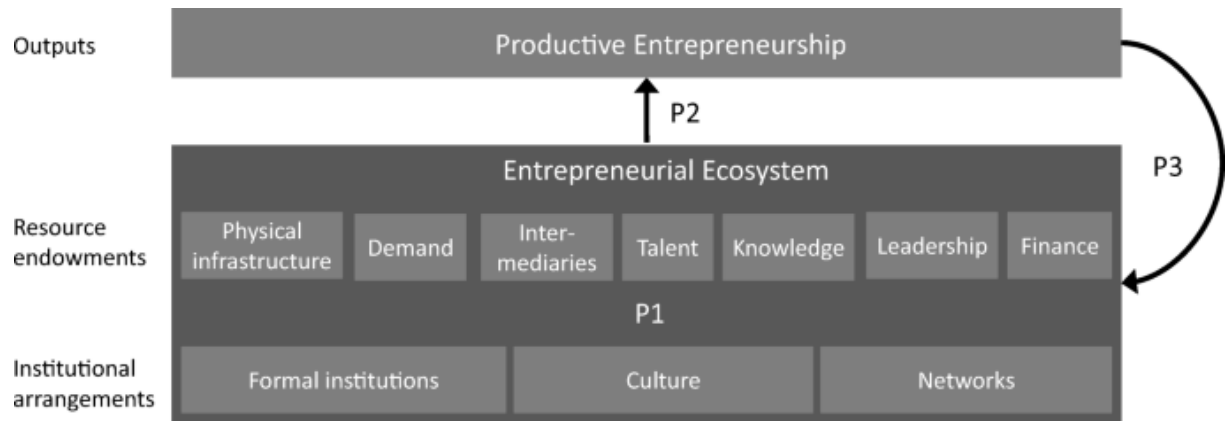 Outputs
Productive Entrepreneurship
P2
P3
Entrepreneurial Ecosystem
Resource
endowments
Physical
infrastructure
Demand
Inter-
mediaries
Talent
Knowledge
Leadership
Finance
P1
Institutional
arrangements
Formal institutions
Culture
Networks